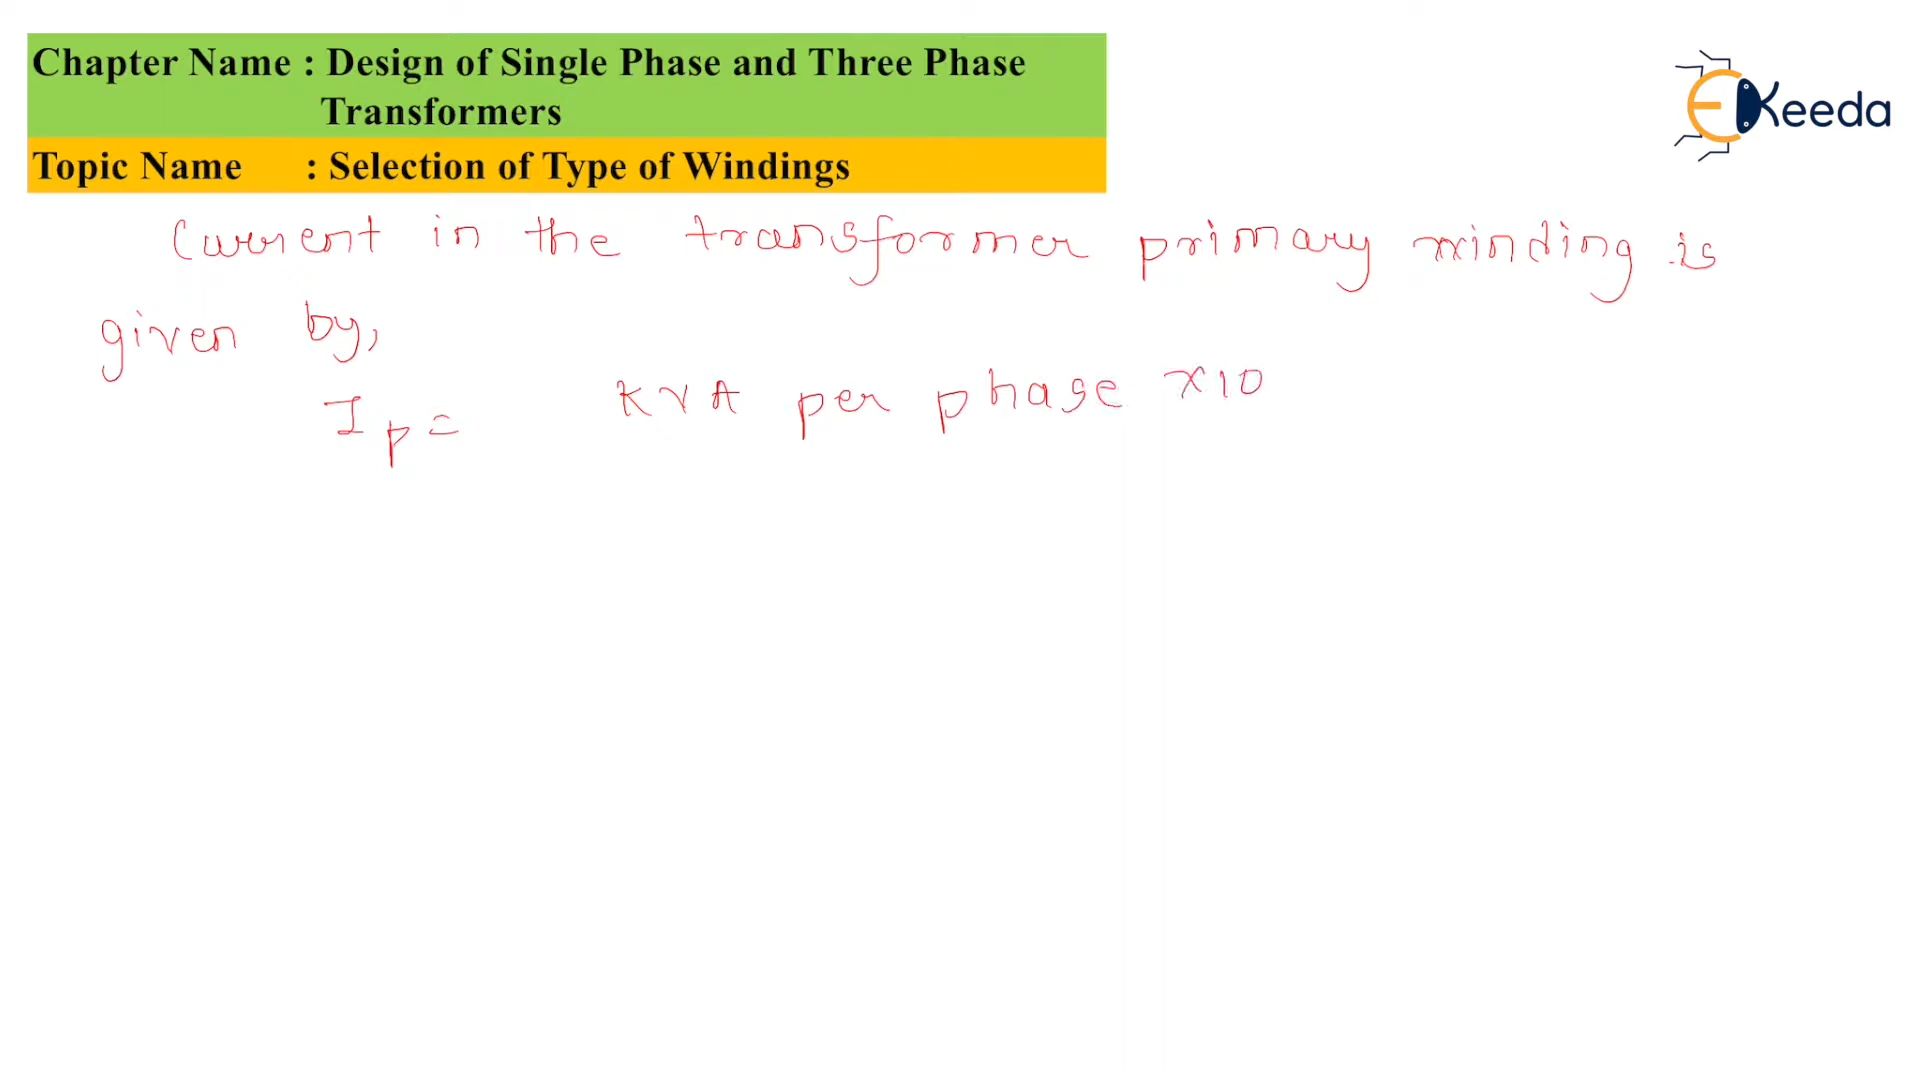 Chapter Name : Design of Single Phase and Three Phase
Transformers
Keeda
Topic Name : Selection of Type of Windings
Current in the transformer primary winding is
given by,
Ip = KVA per phase ×10